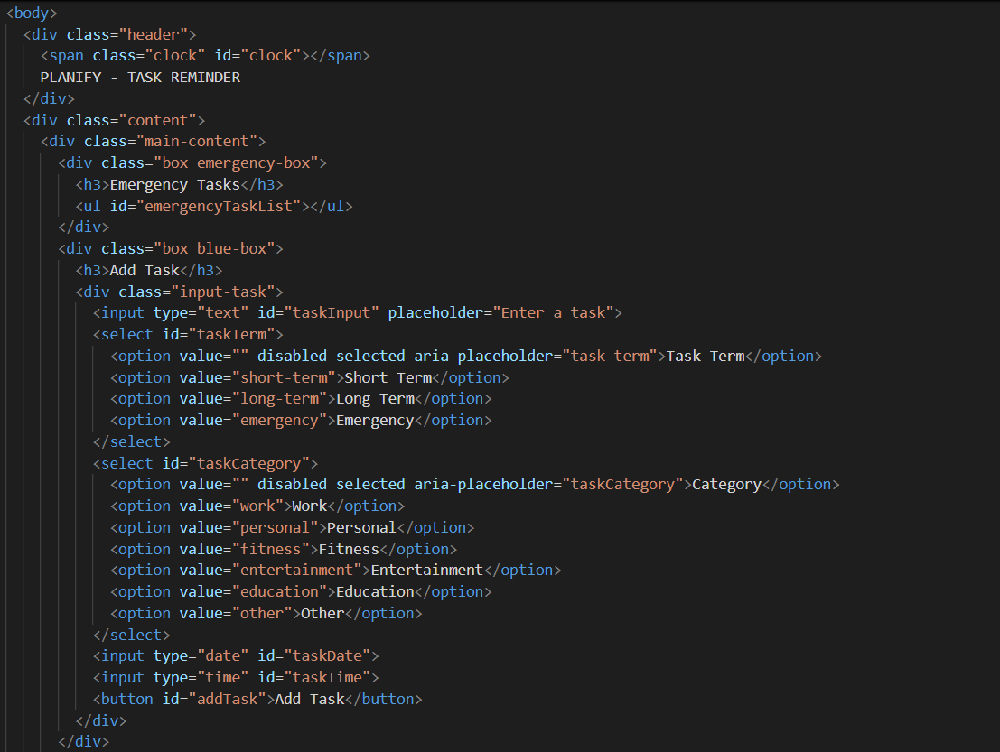 <body>
<div class="header">
<span class="clock" id="clock"></span>
PLANIFY - TASK REMINDER
</div>
<div class="content">
<div class="main-content">
<div class="box emergency-box">
<h3>Emergency Tasks</h3>
<ul id="emergencyTaskList"></ul>
</div>
<div class="box blue-box">
<h3>Add Task</h3>
<div class="input-task">
<input type="text" id="taskInput" placeholder="Enter a task">
<select id="taskTerm">
<option value="" disabled selected aria-placeholder="task term">Task Term</option>
<option value="short-term">Short Term</option>
<option value="long-term">Long Term</option>
<option value="emergency">Emergency</option>
</select>
<select id="taskCategory">
<option value="" disabled selected aria-placeholder="taskCategory">Category</option>
<option value="work">Work</option>
<option value="personal">Personal</option>
<option value="fitness">Fitness</option>
<option value="entertainment">Entertainment</option>
<option value="education">Education</option>
<option value="other">Other</option>
</select>
<input type="date" id="taskDate">
<input type="time" id="taskTime">
<button id="addTask">Add Task</button>
</div>
</div>